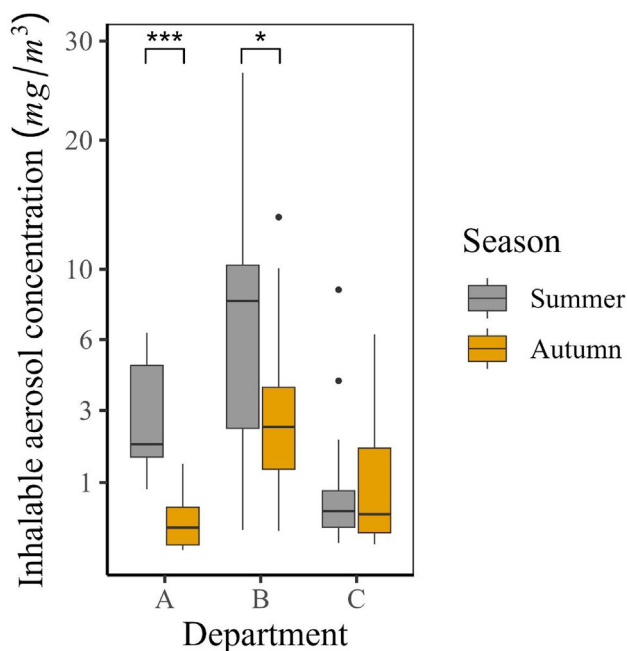 Inhalable aerosol concentration (mg/m³)
30
20
10
6
3
1
***
*
A
B
C
Department
Season
Summer
Autumn